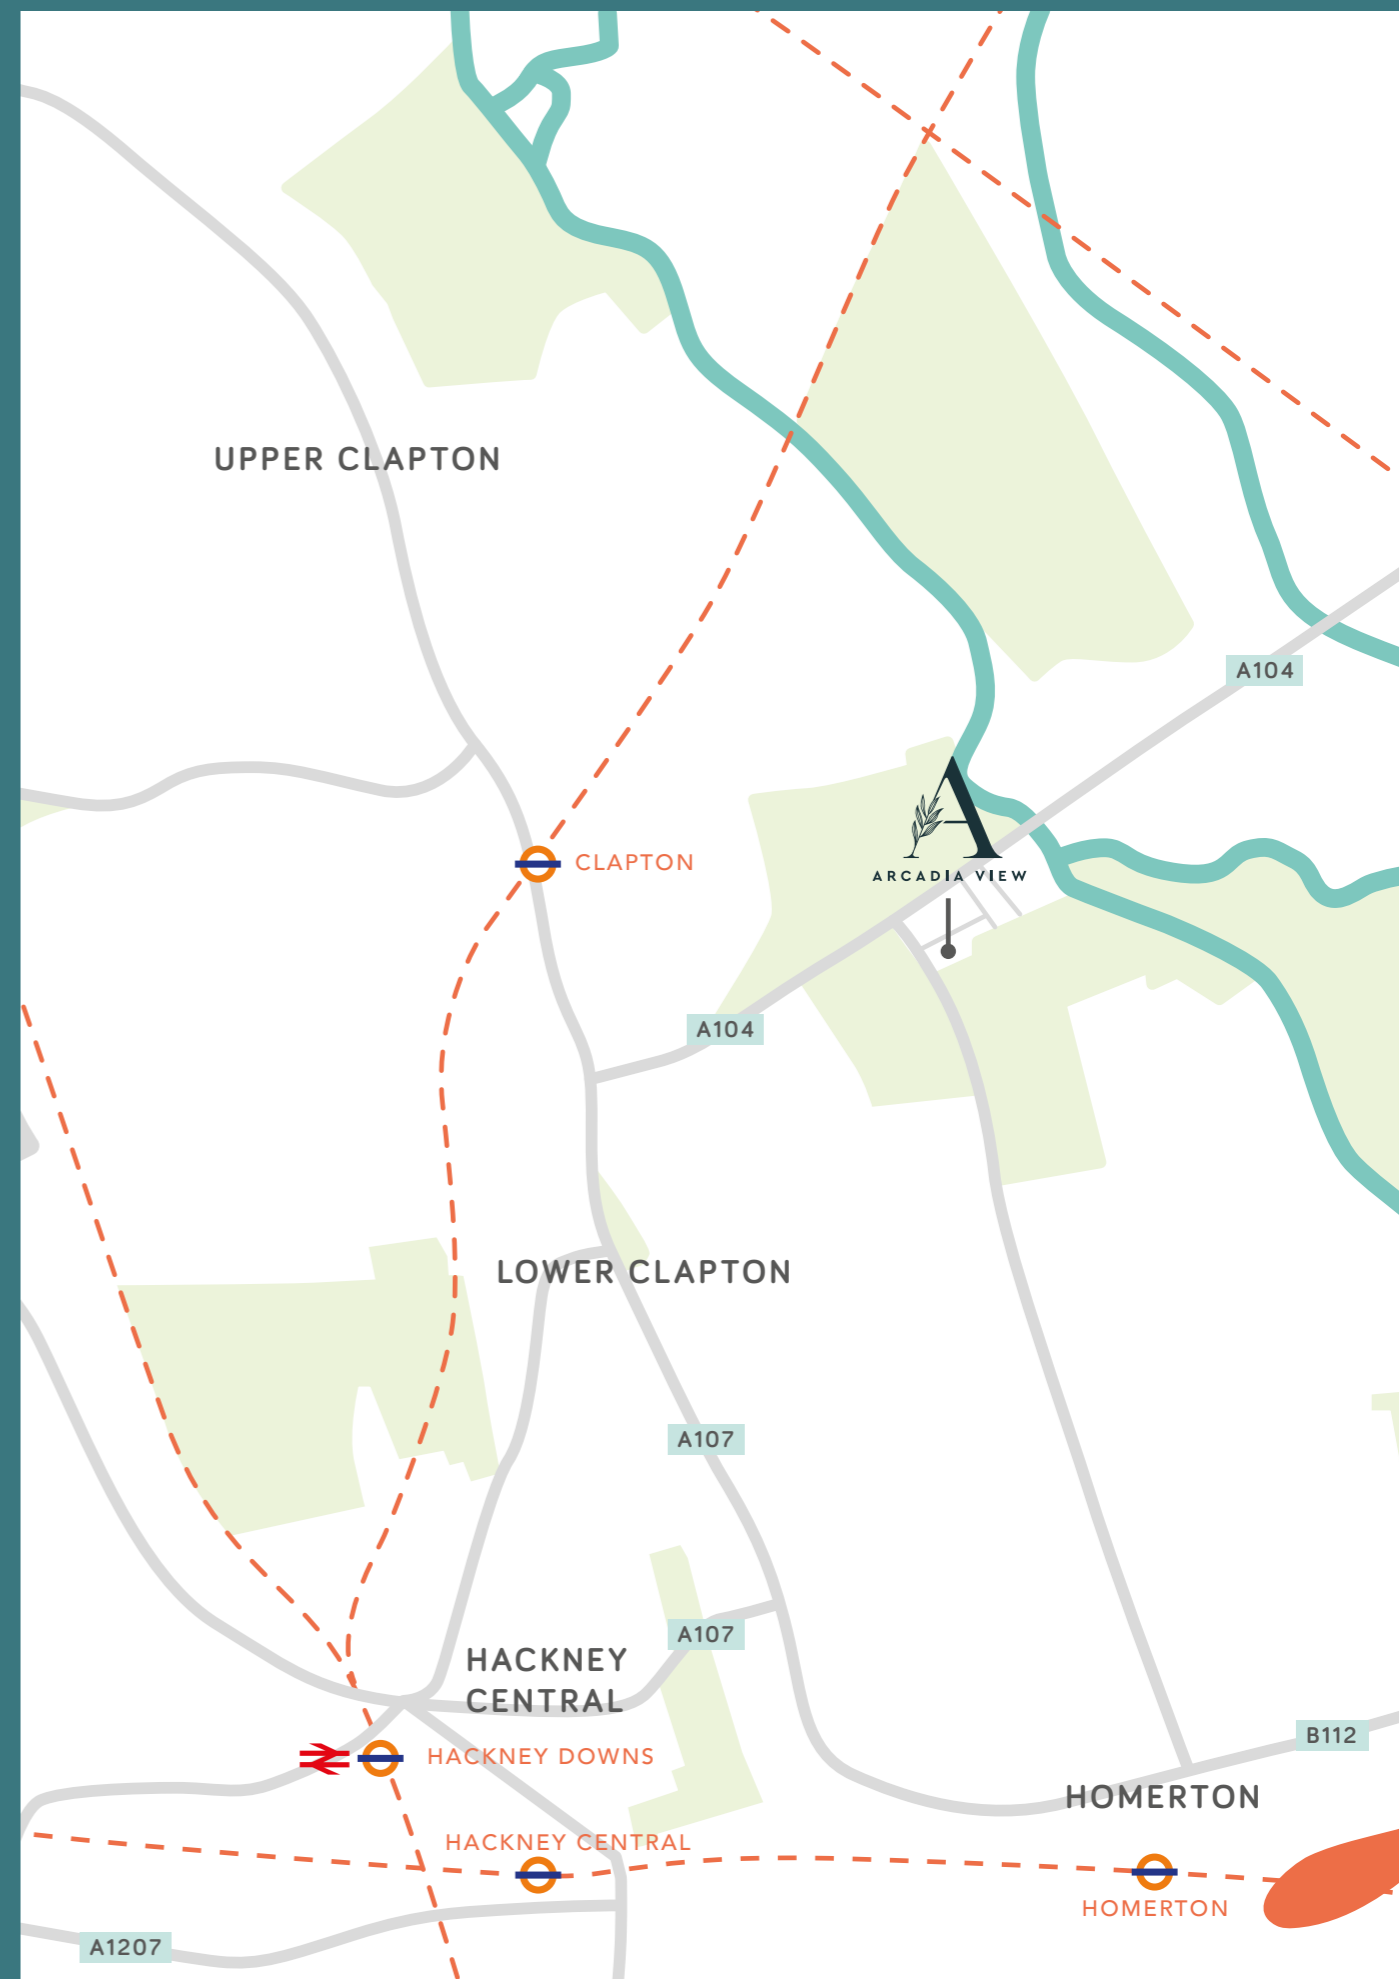 UPPER CLAPTON
A104
A
ARCADIA VIEW
CLAPTON
A104
LOWER CLAPTON
A107
A107
HACKNEY
CENTRAL
B112
HACKNEY DOWNS
HOMERTON
HACKNEY CENTRAL
HOMERTON
A1207